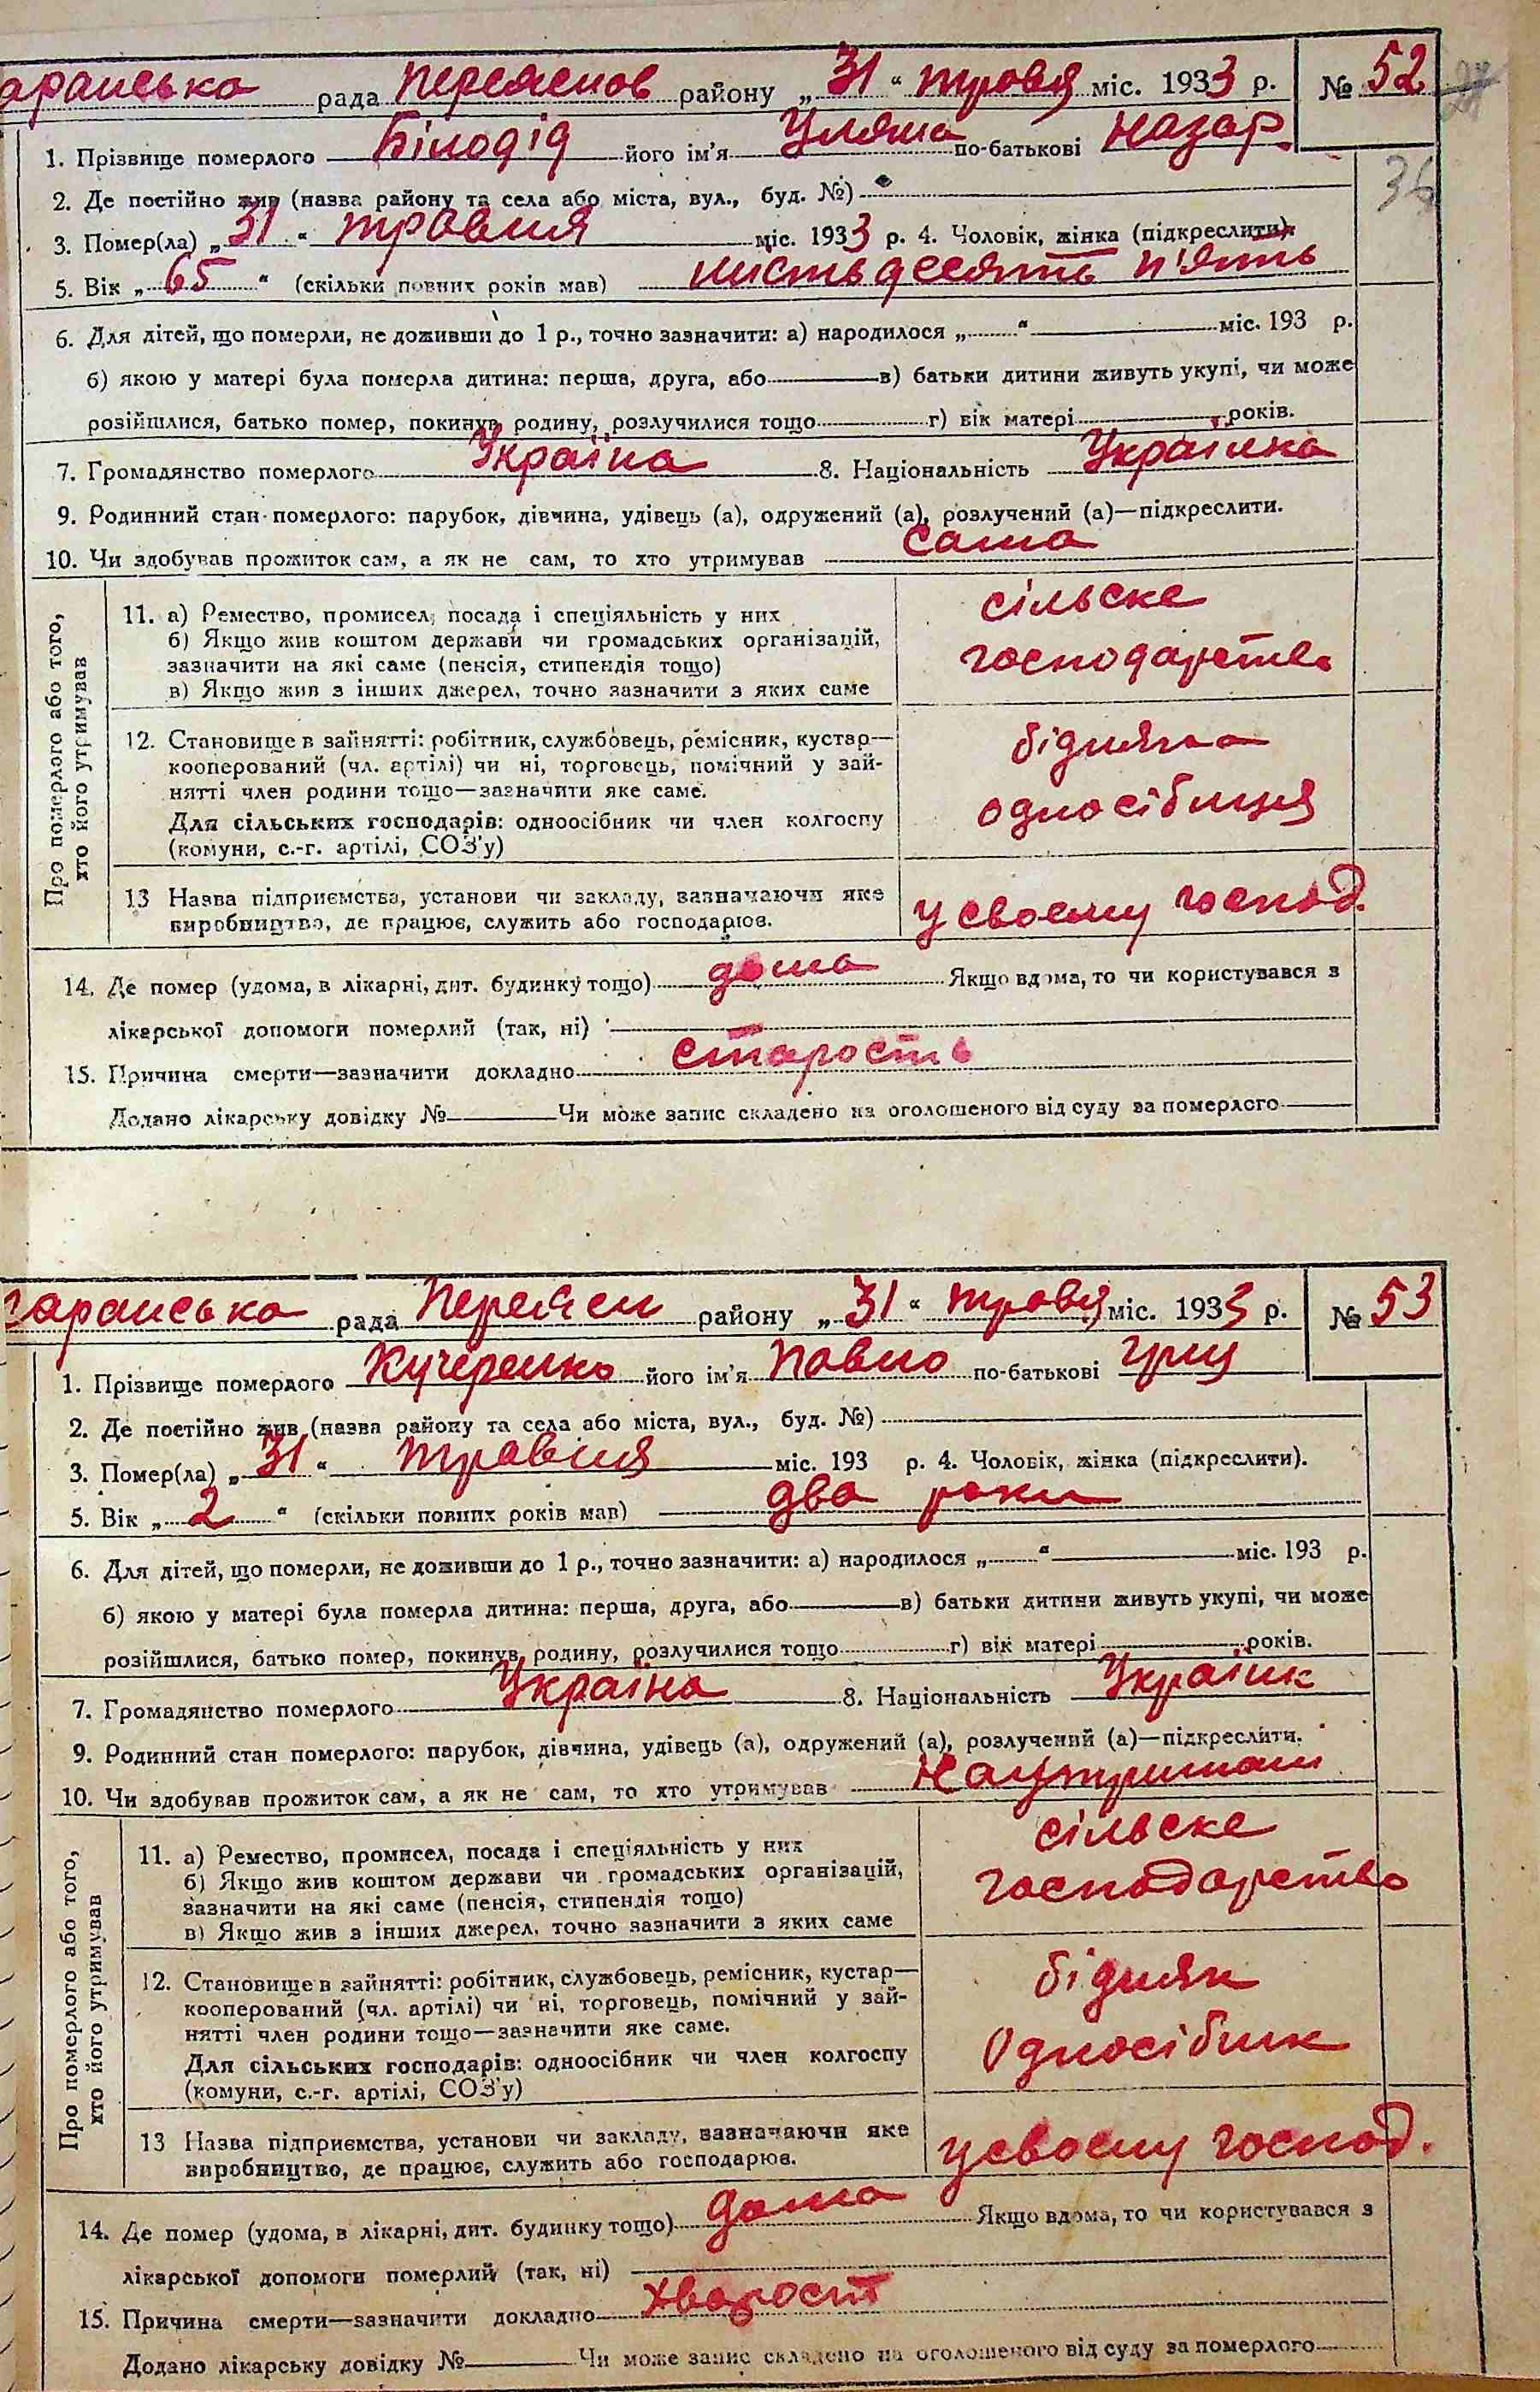 рада Переяслов району „31“ травня міс. 1933 р. № 52
1. Прізвище померлого Білодід його ім'я Уляна по-батькові Назар.
2. Де постійно жив (назва району та села або міста, вул., буд. №)
3. Помер(ла) „31“ травня міс. 1933 р. 4. Чоловік, жінка (підкреслити)
5. Вік „65“ (скільки повних років мав) шистьдесять п'ять
6. Для дітей, що померли, не доживши до 1 р., точно зазначити: а) народилося „ “ міс. 193 р.
б) якою у матері була померла дитина: перша, друга, або в) батьки дитини живуть укупі, чи може
розійшлися, батько помер, покинув родину, розлучилися тощо г) вік матері років.
7. Громадянство померлого Україна 8. Національність Українка
9. Родинний стан померлого: парубок, дівчина, удівець (а), одружений (а), розлучений (а)—підкреслити.
10. Чи здобував прожиток сам, а як не сам, то хто утримував сама
Про померлого або того,
хто його утримував
11. а) Ремество, промисел, посада і спеціяльність у них
б) Якщо жив коштом держави чи громадських організацій,
зазначити на які саме (пенсія, стипендія тощо)
в) Якщо жив з інших джерел, точно зазначити з яких саме
сільске
господарство
12. Становище в зайнятті: робітник, службовець, ремісник, кустар—
кооперований (чл. артілі) чи ні, торговець, помічний у зай-
нятті член родини тощо—зазначити яке саме.
Для сільських господарів: одноосібник чи член колгоспу
(комуни, с.-г. артілі, СОЗ'у)
біднячка
односібниця
13 Назва підприємства, установи чи закладу, зазначаючи яке
виробництво, де працює, служить або господарює.
у своєму господ.
14. Де помер (удома, в лікарні, дит. будинку тощо) дома Якщо вдома, то чи користувався з
лікарської допомоги померлий (так, ні)
15. Причина смерти—зазначити докладно старость
Додано лікарську довідку № Чи може запис складено на оголошеного від суду за померлого
рада Переясл району „31“ травня міс. 1933 р. № 53
1. Прізвище померлого Кучеренко його ім'я Павло по-батькові Гриц
2. Де постійно жив (назва району та села або міста, вул., буд. №)
3. Помер(ла) „31“ травня міс. 193 р. 4. Чоловік, жінка (підкреслити).
5. Вік „2“ (скільки повних років мав) два роки
6. Для дітей, що померли, не доживши до 1 р., точно зазначити: а) народилося „ “ міс. 193 р.
б) якою у матері була померла дитина: перша, друга, або в) батьки дитини живуть укупі, чи може
розійшлися, батько помер, покинув родину, розлучилися тощо г) вік матері років.
7. Громадянство померлого Україна 8. Національність Українк
9. Родинний стан померлого: парубок, дівчина, удівець (а), одружений (а), розлучений (а)—підкреслити.
10. Чи здобував прожиток сам, а як не сам, то хто утримував
Про померлого або того,
хто його утримував
11. а) Ремество, промисел, посада і спеціяльність у них
б) Якщо жив коштом держави чи громадських організацій,
зазначити на які саме (пенсія, стипендія тощо)
в) Якщо жив з інших джерел, точно зазначити з яких саме
сільске
господарство
12. Становище в зайнятті: робітник, службовець, ремісник, кустар—
кооперований (чл. артілі) чи ні, торговець, помічний у зай-
нятті член родини тощо—зазначити яке саме.
Для сільських господарів: одноосібник чи член колгоспу
(комуни, с.-г. артілі, СОЗ'у)
бідняк
Односібник
13 Назва підприємства, установи чи закладу, зазначаючи яке
виробництво, де працює, служить або господарює.
у своєму господ.
14. Де помер (удома, в лікарні, дит. будинку тощо) дома Якщо вдома, то чи користувався з
лікарської допомоги померлий (так, ні)
15. Причина смерти—зазначити докладно хворост
Додано лікарську довідку № Чи може запис складено на оголошеного від суду за померлого